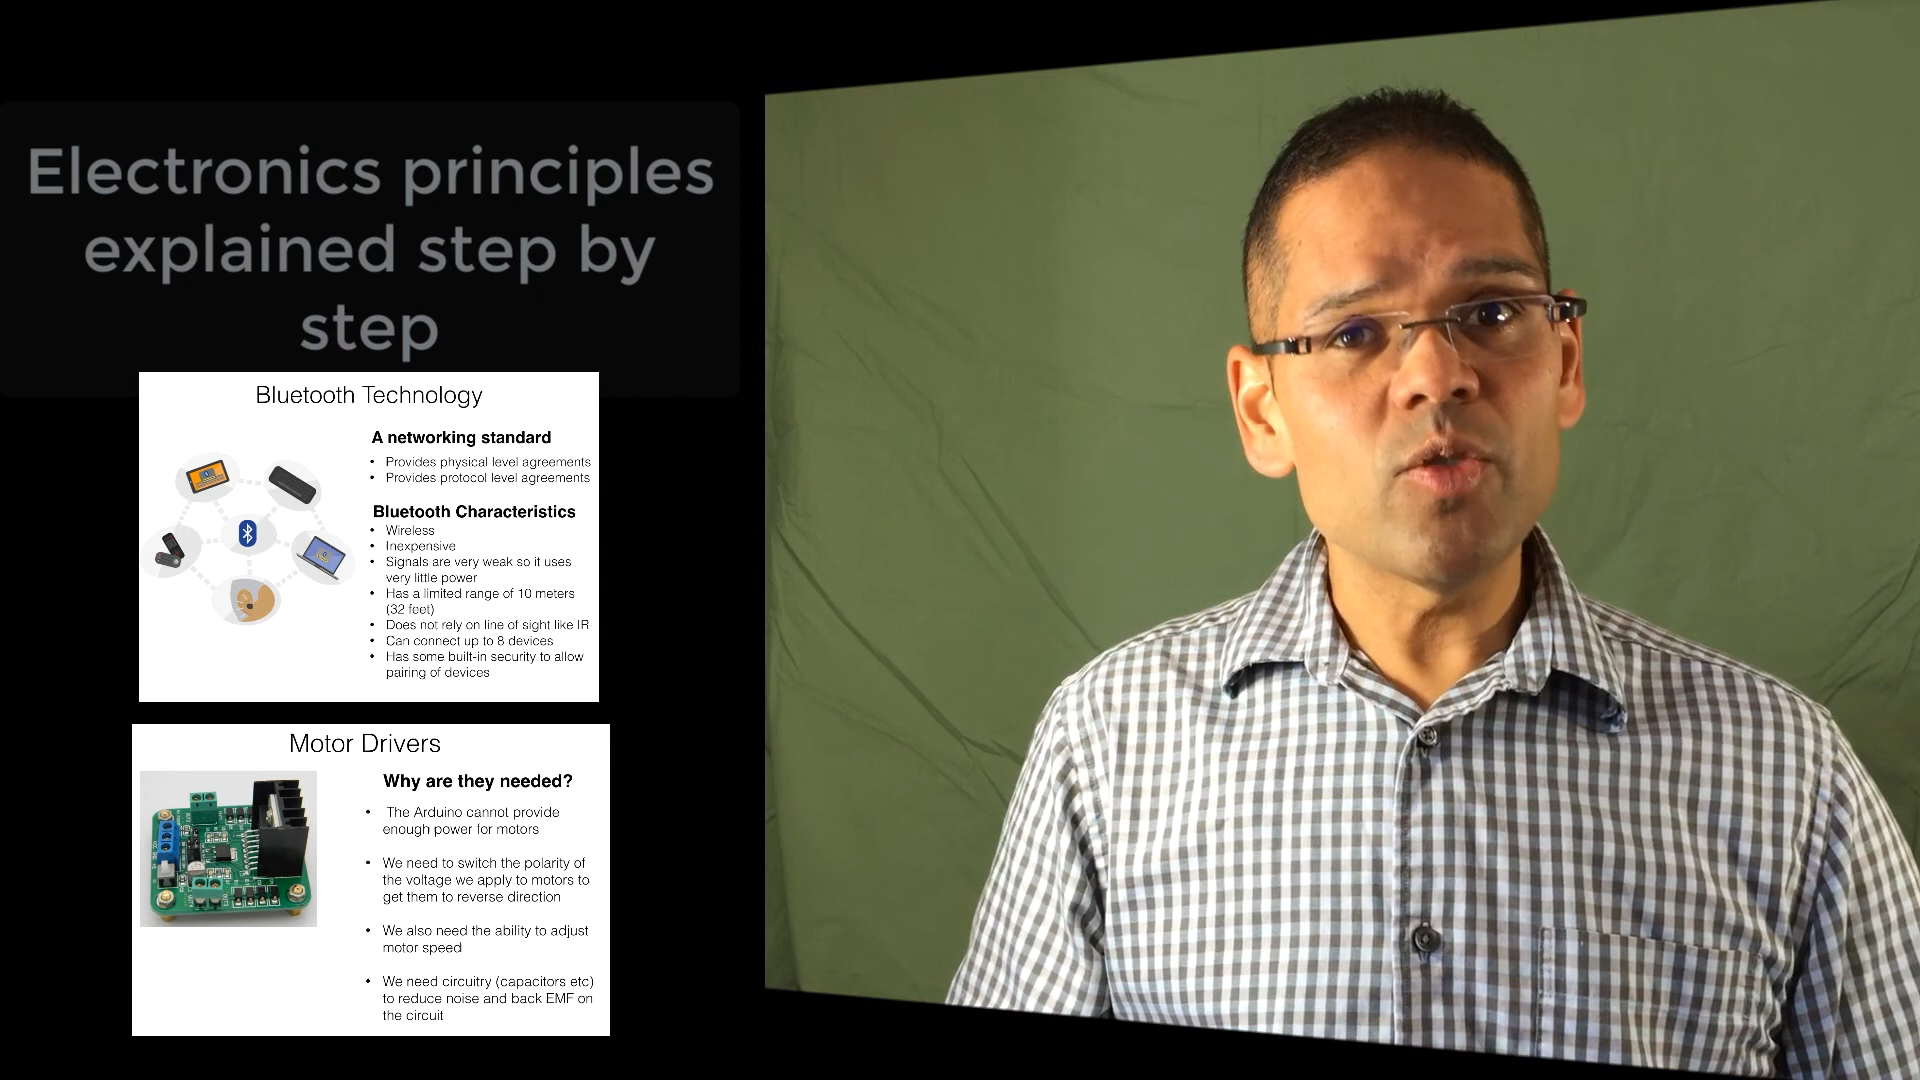 Electronics principles
explained step by
step
Bluetooth Technology
A networking standard
• Provides physical level agreements
• Provides protocol level agreements
Bluetooth Characteristics
• Wireless
• Inexpensive
• Signals are very weak so it uses
very little power
• Has a limited range of 10 meters
(32 feet)
• Does not rely on line of sight like IR
• Can connect up to 8 devices
• Has some built-in security to allow
pairing of devices
Motor Drivers
Why are they needed?
• The Arduino cannot provide
enough power for motors
• We need to switch the polarity of
the voltage we apply to motors to
get them to reverse direction
• We also need the ability to adjust
motor speed
• We need circuitry (capacitors etc)
to reduce noise and back EMF on
the circuit